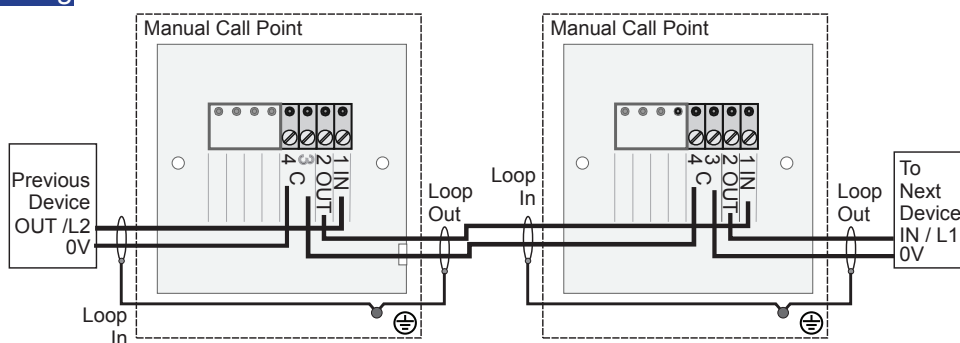 Manual Call Point
Manual Call Point
4
3 C
2 OUT
1 IN
4
3 C
2 OUT
1 IN
Previous
Device
OUT /L2
0V
Loop
Out
Loop
In
Loop
Out
To
Next
Device
IN / L1
0V
Loop
In